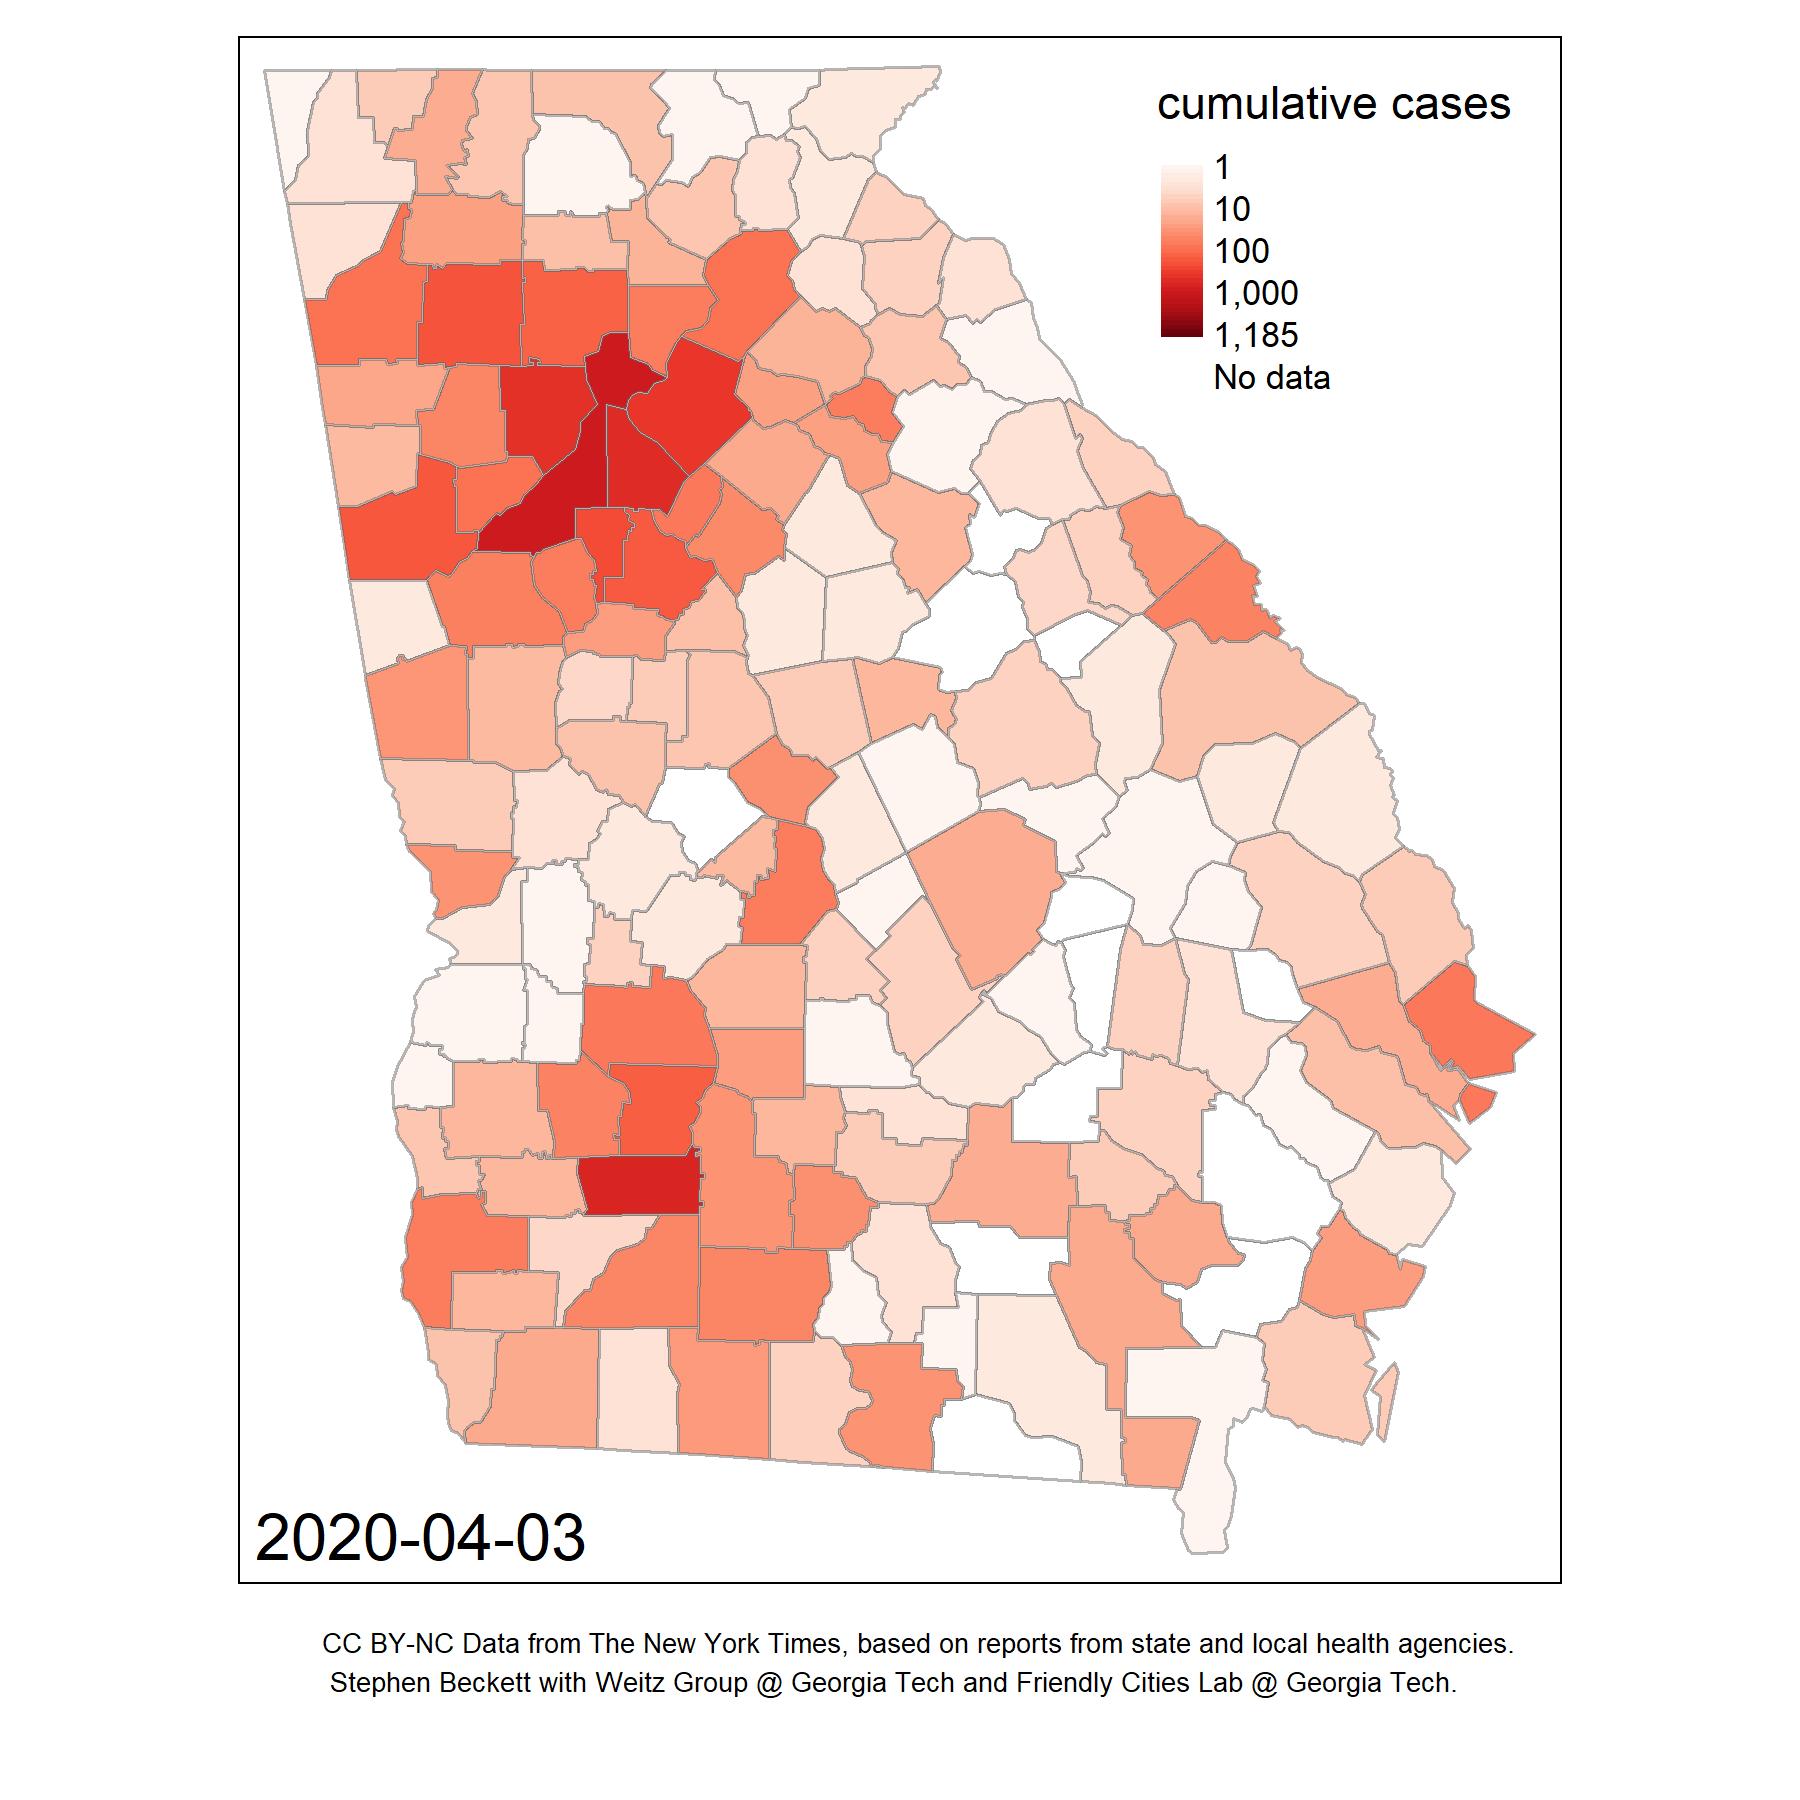 cumulative cases
1
10
100
1,000
1,185
No data
2020-04-03
CC BY-NC Data from The New York Times, based on reports from state and local health agencies.
Stephen Beckett with Weitz Group @ Georgia Tech and Friendly Cities Lab @ Georgia Tech.